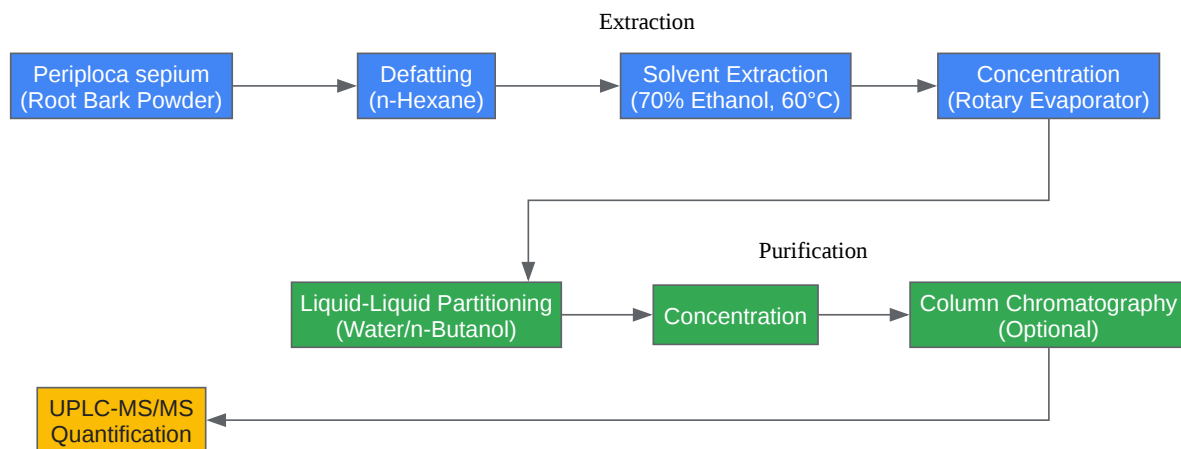 Extraction
Periploca sepium
(Root Bark Powder)
Defatting
(n-Hexane)
Solvent Extraction
(70% Ethanol, 60°C)
Concentration
(Rotary Evaporator)
Purification
Liquid-Liquid Partitioning
(Water/n-Butanol)
Concentration
Column Chromatography
(Optional)
UPLC-MS/MS
Quantification